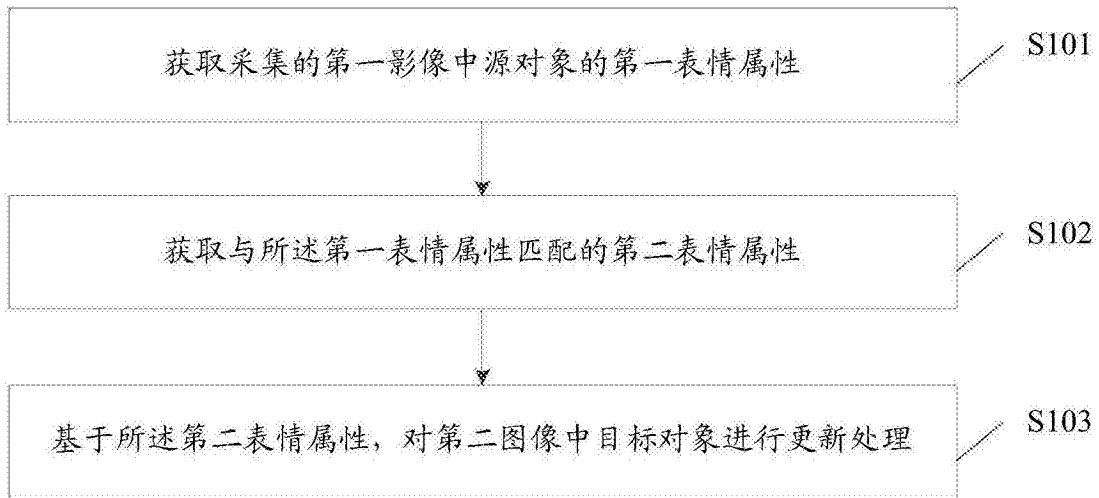 获取采集的第一影像中源对象的第一表情属性
S101
获取与所述第一表情属性匹配的第二表情属性
S102
基于所述第二表情属性，对第二图像中目标对象进行更新处理
S103